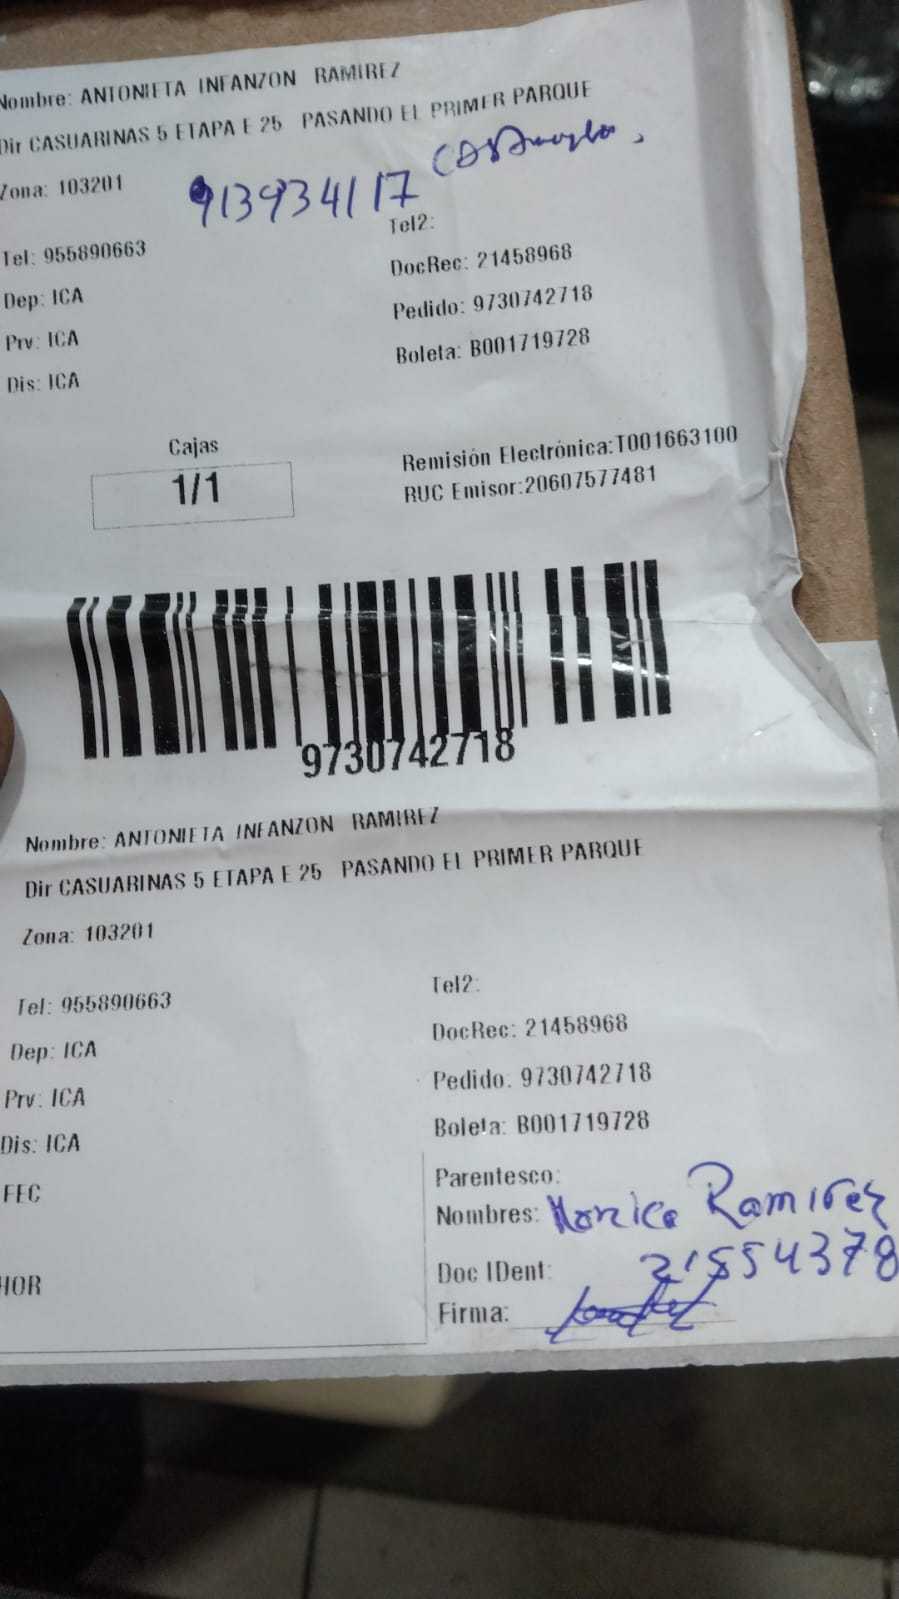 Nombre: ANTONIETA INFANZON RAMIREZ
Dir CASUARINAS 5 ETAPA E 25 PASANDO EL PRIMER PARQUE
Zona: 103201
913934117
Tel2:
Tel: 955890663
DocRec: 21458968
Dep: ICA
Pedido: 9730742718
Prv: ICA
Boleta: B001719728
Dis: ICA
Cajas
1/1
Remisión Electrónica:T001663100
RUC Emisor:20607577481
9730742718
Nombre: ANTONIETA INFANZON RAMIREZ
Dir CASUARINAS 5 ETAPA E 25 PASANDO EL PRIMER PARQUE
Zona: 103201
Tel2:
Tel: 955890663
DocRec: 21458968
Dep: ICA
Pedido: 9730742718
Prv: ICA
Boleta: B001719728
Dis: ICA
Parentesco:
FEC
Nombres: Monica Ramirez
Doc IDent: 21554378
HOR
Firma: